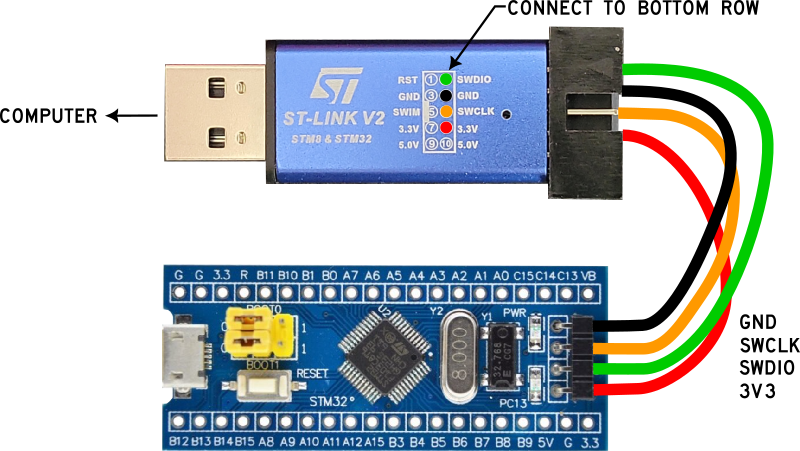 CONNECT TO BOTTOM ROW
COMPUTER
ST-LINK V2
STM8 & STM32
RST 1 SWDIO
GND 3 GND
SWIM 5 SWCLK
3.3V 7 3.3V
5.0V 9 10 5.0V
G G 3.3 R B11 B10 B1 B0 A7 A6 A5 A4 A3 A2 A1 A0 C15 C14 C13 VB
BOOT0
U2
Y2
Y1
PWR
1
1
BOOT1
8.000
32.768
RESET
STM32
PC13
GND
SWCLK
SWDIO
3V3
B12 B13 B14 B15 A8 A9 A10 A11 A12 A15 B3 B4 B5 B6 B7 B8 B9 5V G 3.3